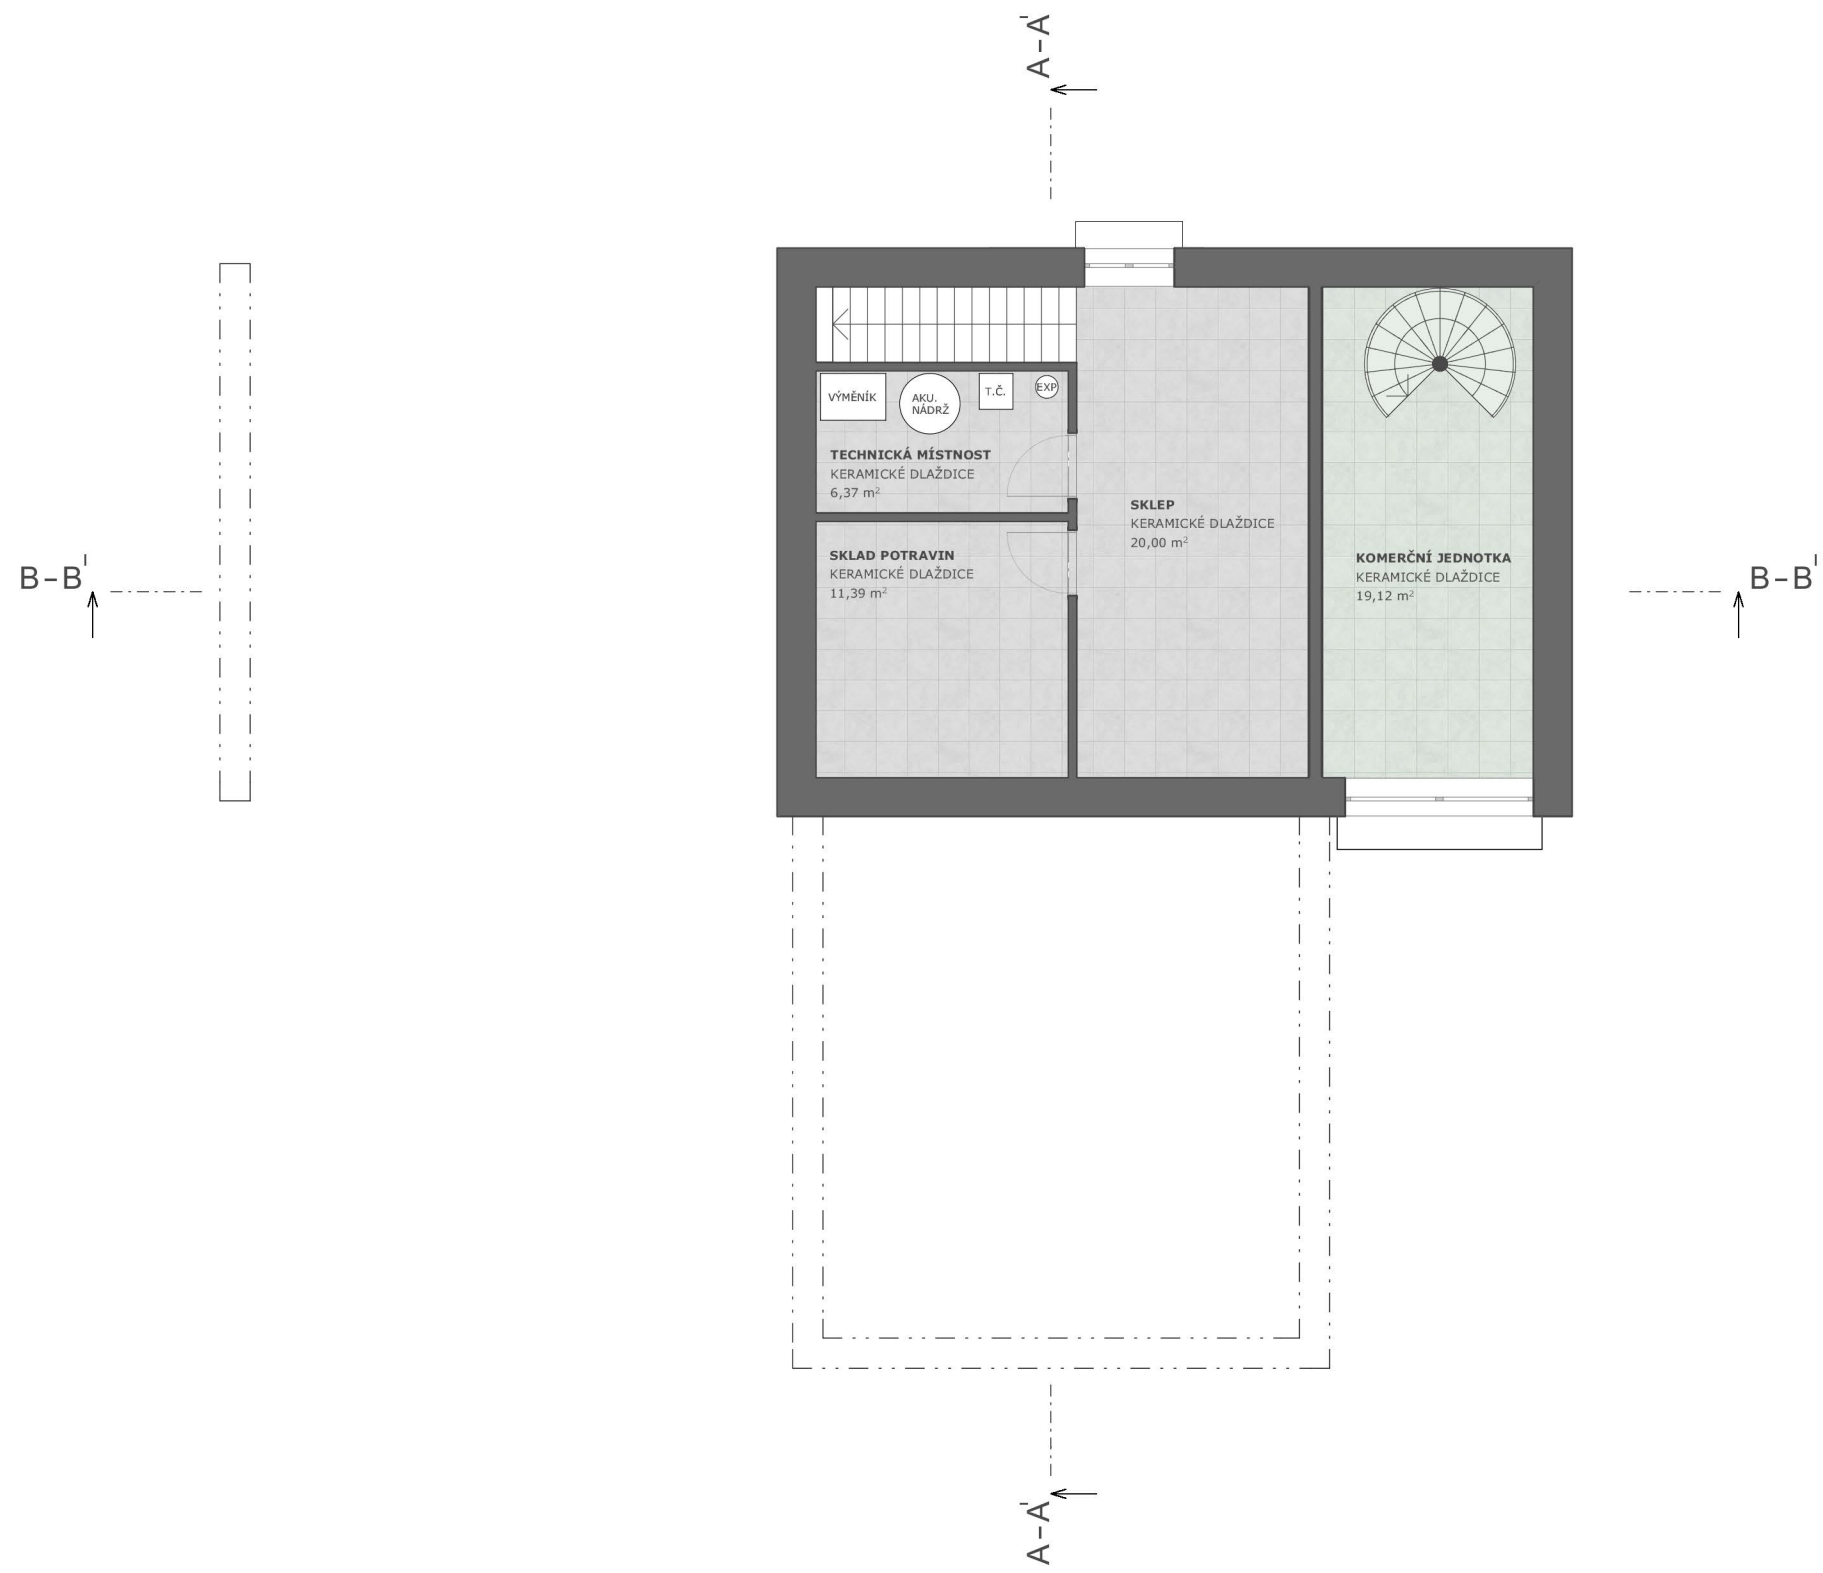 A-A'
VÝMĚNÍK
AKU.
NÁDRŽ
T.Č.
EXP
TECHNICKÁ MÍSTNOST
KERAMICKÉ DLAŽDICE
6,37 m²
SKLEP
KERAMICKÉ DLAŽDICE
20,00 m²
SKLAD POTRAVIN
KERAMICKÉ DLAŽDICE
11,39 m²
KOMERČNÍ JEDNOTKA
KERAMICKÉ DLAŽDICE
19,12 m²
B-B'
B-B'
A-A'